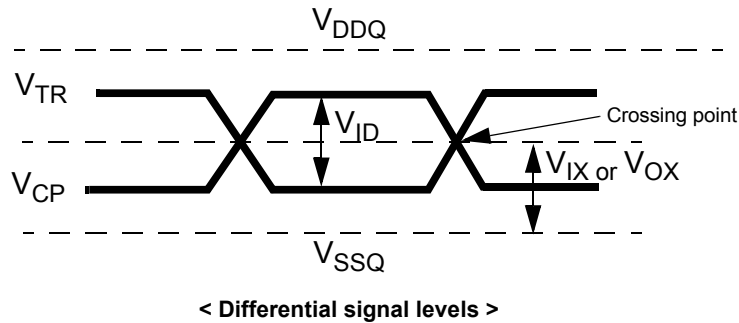 VDDQ
VTR
VID
Crossing point
VCP
VIX or VOX
VSSQ
< Differential signal levels >